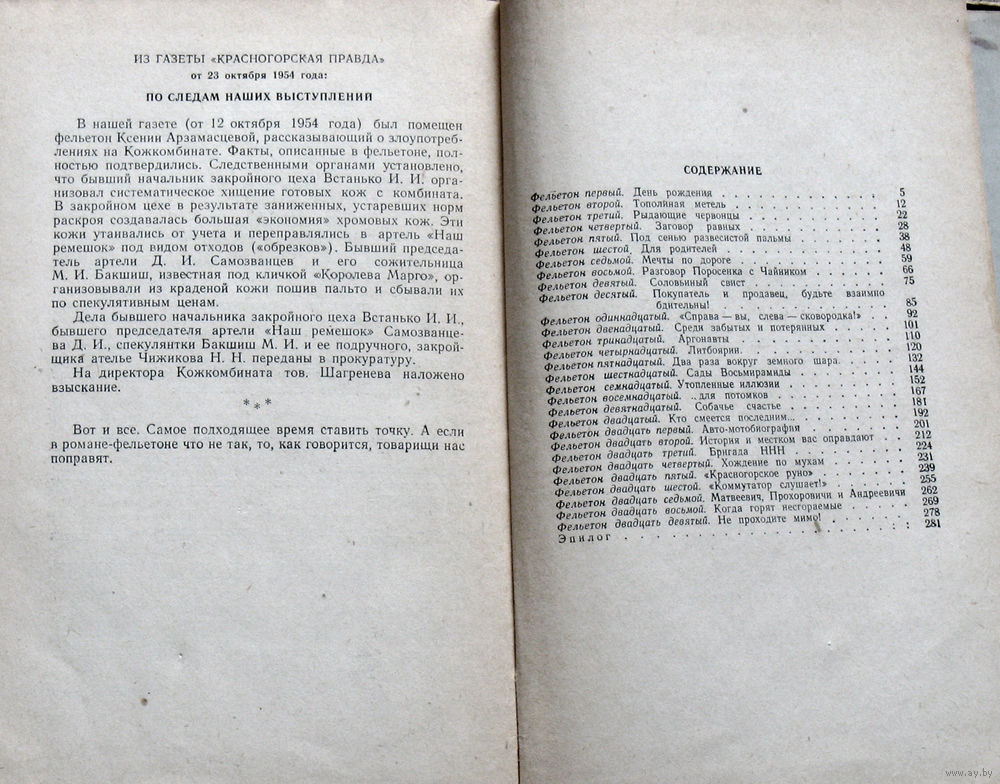 ИЗ ГАЗЕТЫ «КРАСНОГОРСКАЯ ПРАВДА»
от 23 октября 1954 года:
ПО СЛЕДАМ НАШИХ ВЫСТУПЛЕНИЙ
В нашей газете (от 12 октября 1954 года) был помещен
фельетон Ксении Арзамасцевой, рассказывающий о злоупотреб-
лениях на Кожкомбинате. Факты, описанные в фельетоне, пол-
ностью подтвердились. Следственными органами установлено,
что бывший начальник закройного цеха Встанько И. И. орга-
низовал систематическое хищение готовых кож с комбината.
В закройном цехе в результате заниженных, устаревших норм
раскроя создавалась большая «экономия» хромовых кож. Эти
кожи утаивались от учета и переправлялись в артель «Наш
ремешок» под видом отходов («обрезков»). Бывший председа-
тель артели Д. И. Самозванцев и его сожительница
М. И. Бакшиш, известная под кличкой «Королева Марго», ор-
ганизовывали из краденой кожи пошив пальто и сбывали их
по спекулятивным ценам.
Дела бывшего начальника закройного цеха Встанько И. И.,
бывшего председателя артели «Наш ремешок» Самозванце-
ва Д. И., спекулянтки Бакшиш М. И. и ее подручного, закрой-
щика ателье Чижикова Н. Н. переданы в прокуратуру.
На директора Кожкомбината тов. Шагренева наложено
взыскание.
* * *
Вот и все. Самое подходящее время ставить точку. А если
в романе-фельетоне что не так, то, как говорится, товарищи нас
поправят.
СОДЕРЖАНИЕ
Фельетон первый. День рождения . . . . . . . . . . 5
Фельетон второй. Тополиная метель . . . . . . . . . 12
Фельетон третий. Рыдающие червонцы . . . . . . . . 22
Фельетон четвертый. Заговор равных . . . . . . . . 28
Фельетон пятый. Под сенью развесистой пальмы . . . . . 38
Фельетон шестой. Для родителей . . . . . . . . . . 48
Фельетон седьмой. Мечты по дороге . . . . . . . . . 59
Фельетон восьмой. Разговор Поросенка с Чайником . . . . 66
Фельетон девятый. Соловьиный свист . . . . . . . . 75
Фельетон десятый. Покупатель и продавец, будьте взаимно
бдительны! . . . . . . . . 85
Фельетон одиннадцатый. «Справа — вы, слева — сковородка!» . . 92
Фельетон двенадцатый. Среди забытых и потерянных . . . . 101
Фельетон тринадцатый. Аргонавты . . . . . . . . . 110
Фельетон четырнадцатый. Литбоярин. . . . . . . . . 120
Фельетон пятнадцатый. Два раза вокруг земного шара. . . . 132
Фельетон шестнадцатый. Сады Восьмирамиды . . . . . . 144
Фельетон семнадцатый. Утопленные иллюзии . . . . . . 152
Фельетон восемнадцатый. ...для потомков . . . . . . . 167
Фельетон девятнадцатый. Собачье счастье . . . . . . . 181
Фельетон двадцатый. Кто смеется последним... . . . . . . 192
Фельетон двадцать первый. Авто-мотобиография . . . . . 201
Фельетон двадцать второй. История и местком вас оправдают . . 212
Фельетон двадцать третий. Бригада ННН . . . . . . . 224
Фельетон двадцать четвертый. Хождение по мухам . . . . . 231
Фельетон двадцать пятый. «Красногорское руно» . . . . . 239
Фельетон двадцать шестой. «Коммутатор слушает!» . . . . . 255
Фельетон двадцать седьмой. Матвеевич, Прохоровичи и Андреевичи 262
Фельетон двадцать восьмой. Когда горят несгораемые . . . . 269
Фельетон двадцать девятый. Не проходите мимо! . . . . . 278
Эпилог . . . . . . . . . . . . . . . . 281
www.ay.by